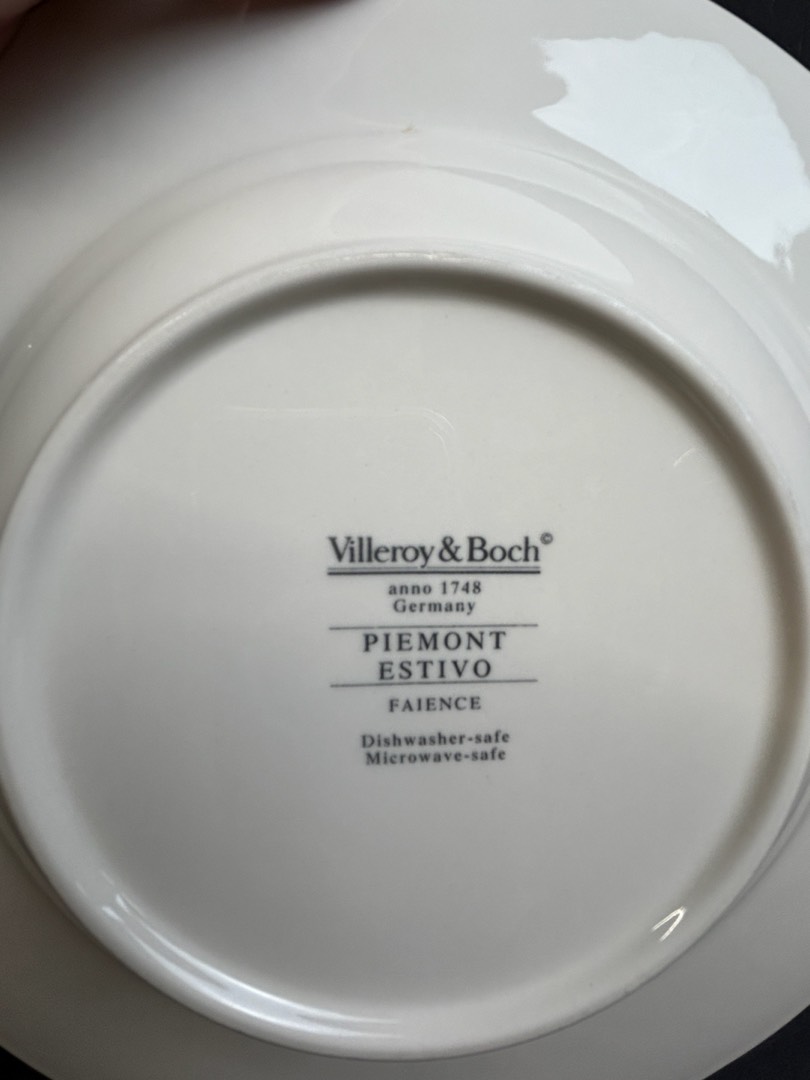 Villeroy & Boch©
anno 1748
Germany
PIEMONT
ESTIVO
FAIENCE
Dishwasher-safe
Microwave-safe